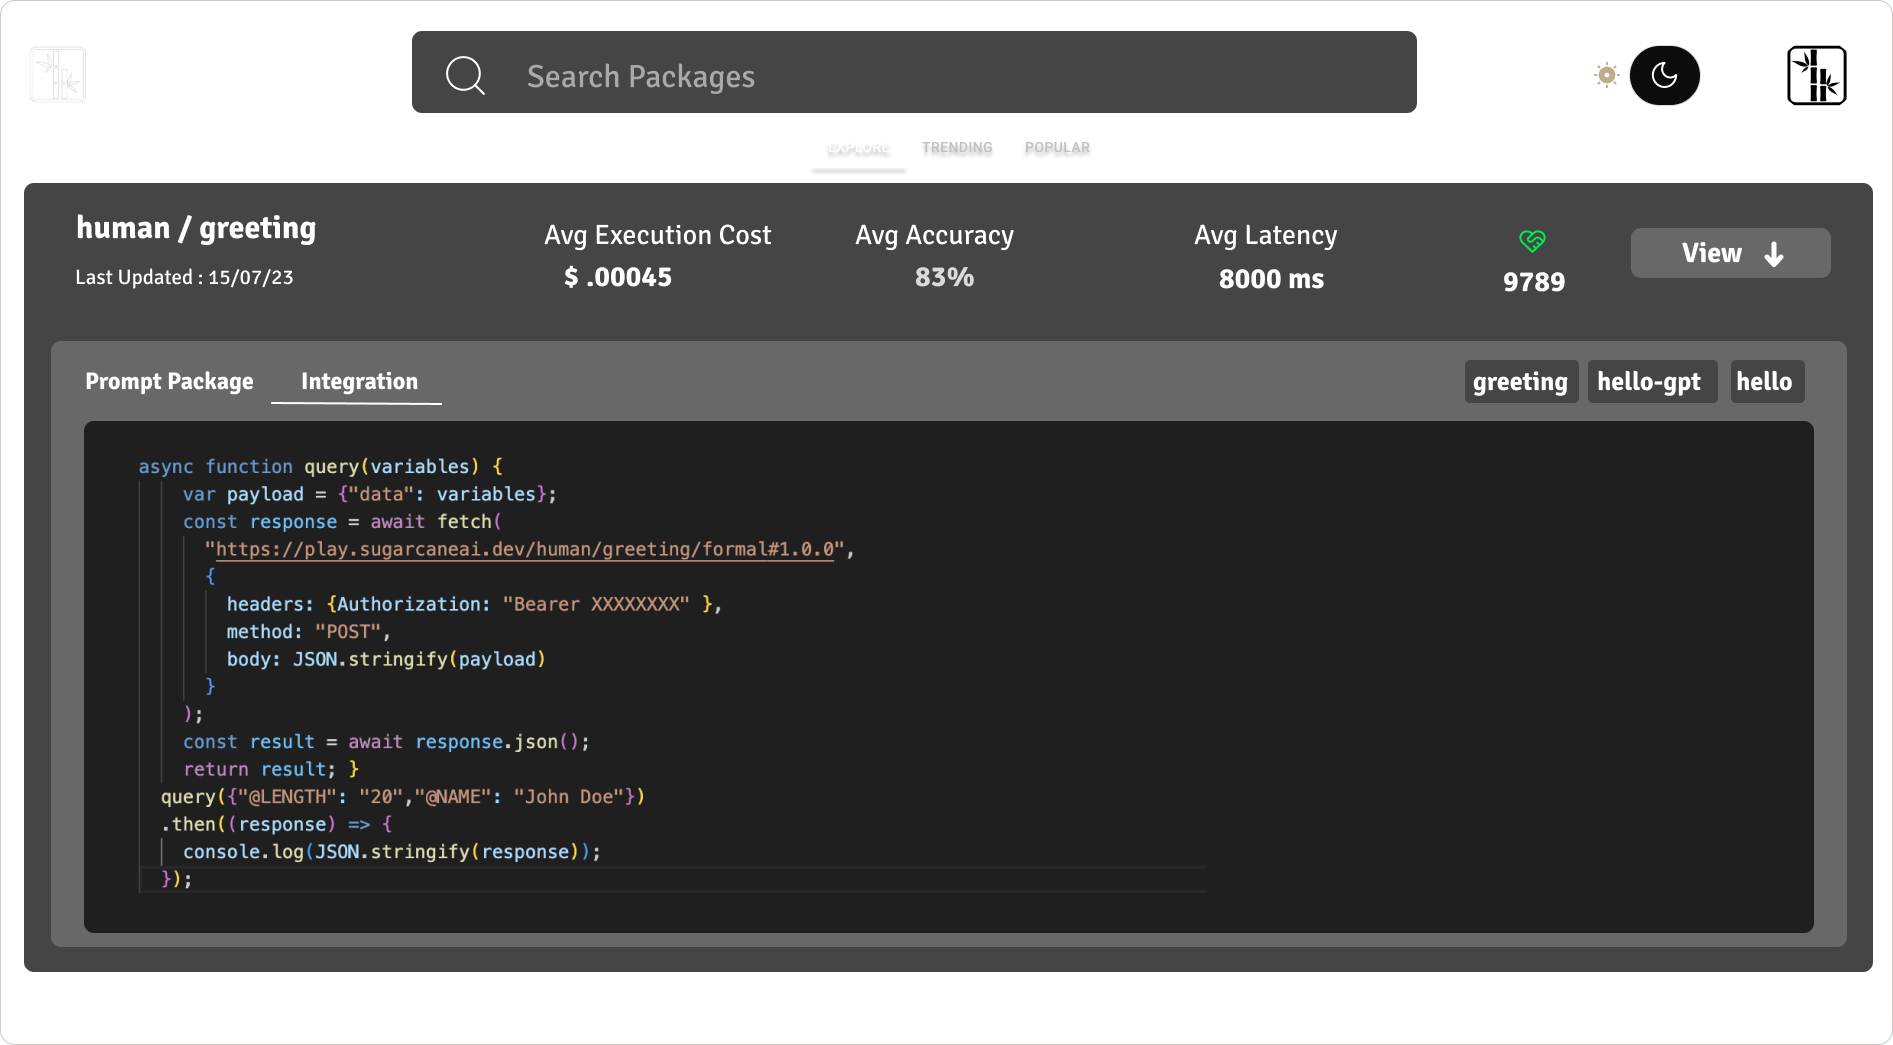 Search Packages
EXPLORE TRENDING POPULAR
human / greeting
Last Updated : 15/07/23
Avg Execution Cost
$ .00045
Avg Accuracy
83%
Avg Latency
8000 ms
9789
View
Prompt Package Integration
greeting hello-gpt hello
async function query(variables) {
var payload = {"data": variables};
const response = await fetch(
"https://play.sugarcaneai.dev/human/greeting/formal#1.0.0",
{
headers: {Authorization: "Bearer XXXXXXXX" },
method: "POST",
body: JSON.stringify(payload)
}
);
const result = await response.json();
return result; }
query({"@LENGTH": "20","@NAME": "John Doe"})
.then((response) => {
console.log(JSON.stringify(response));
});